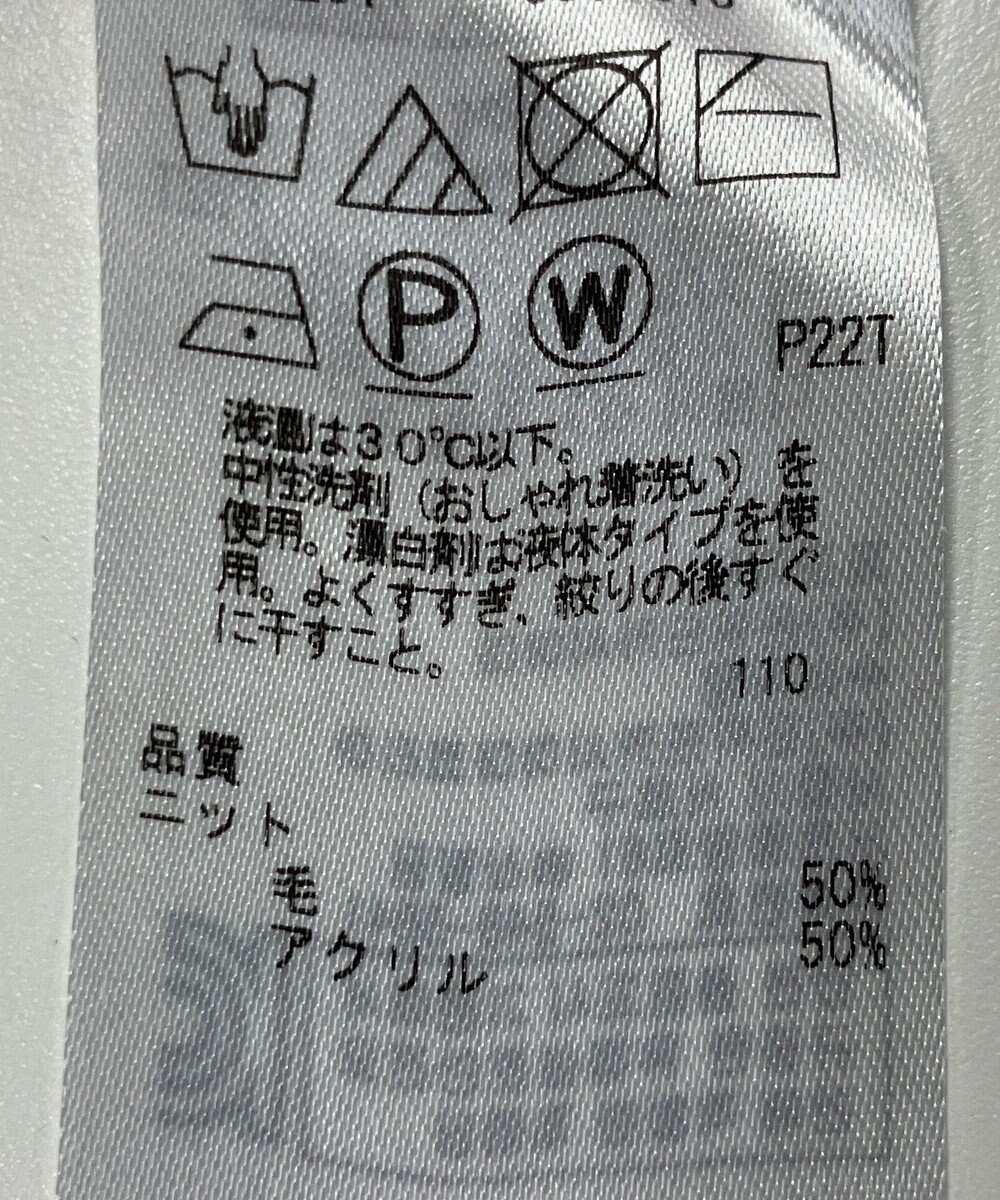 P
W
P22T
液温は30℃以下。
中性洗剤（おしゃれ着洗い）を
使用。漂白剤は液体タイプを使
用。よくすすぎ、絞りの後すぐ
に干すこと。
110
品質
ニット
毛 50%
アクリル 50%